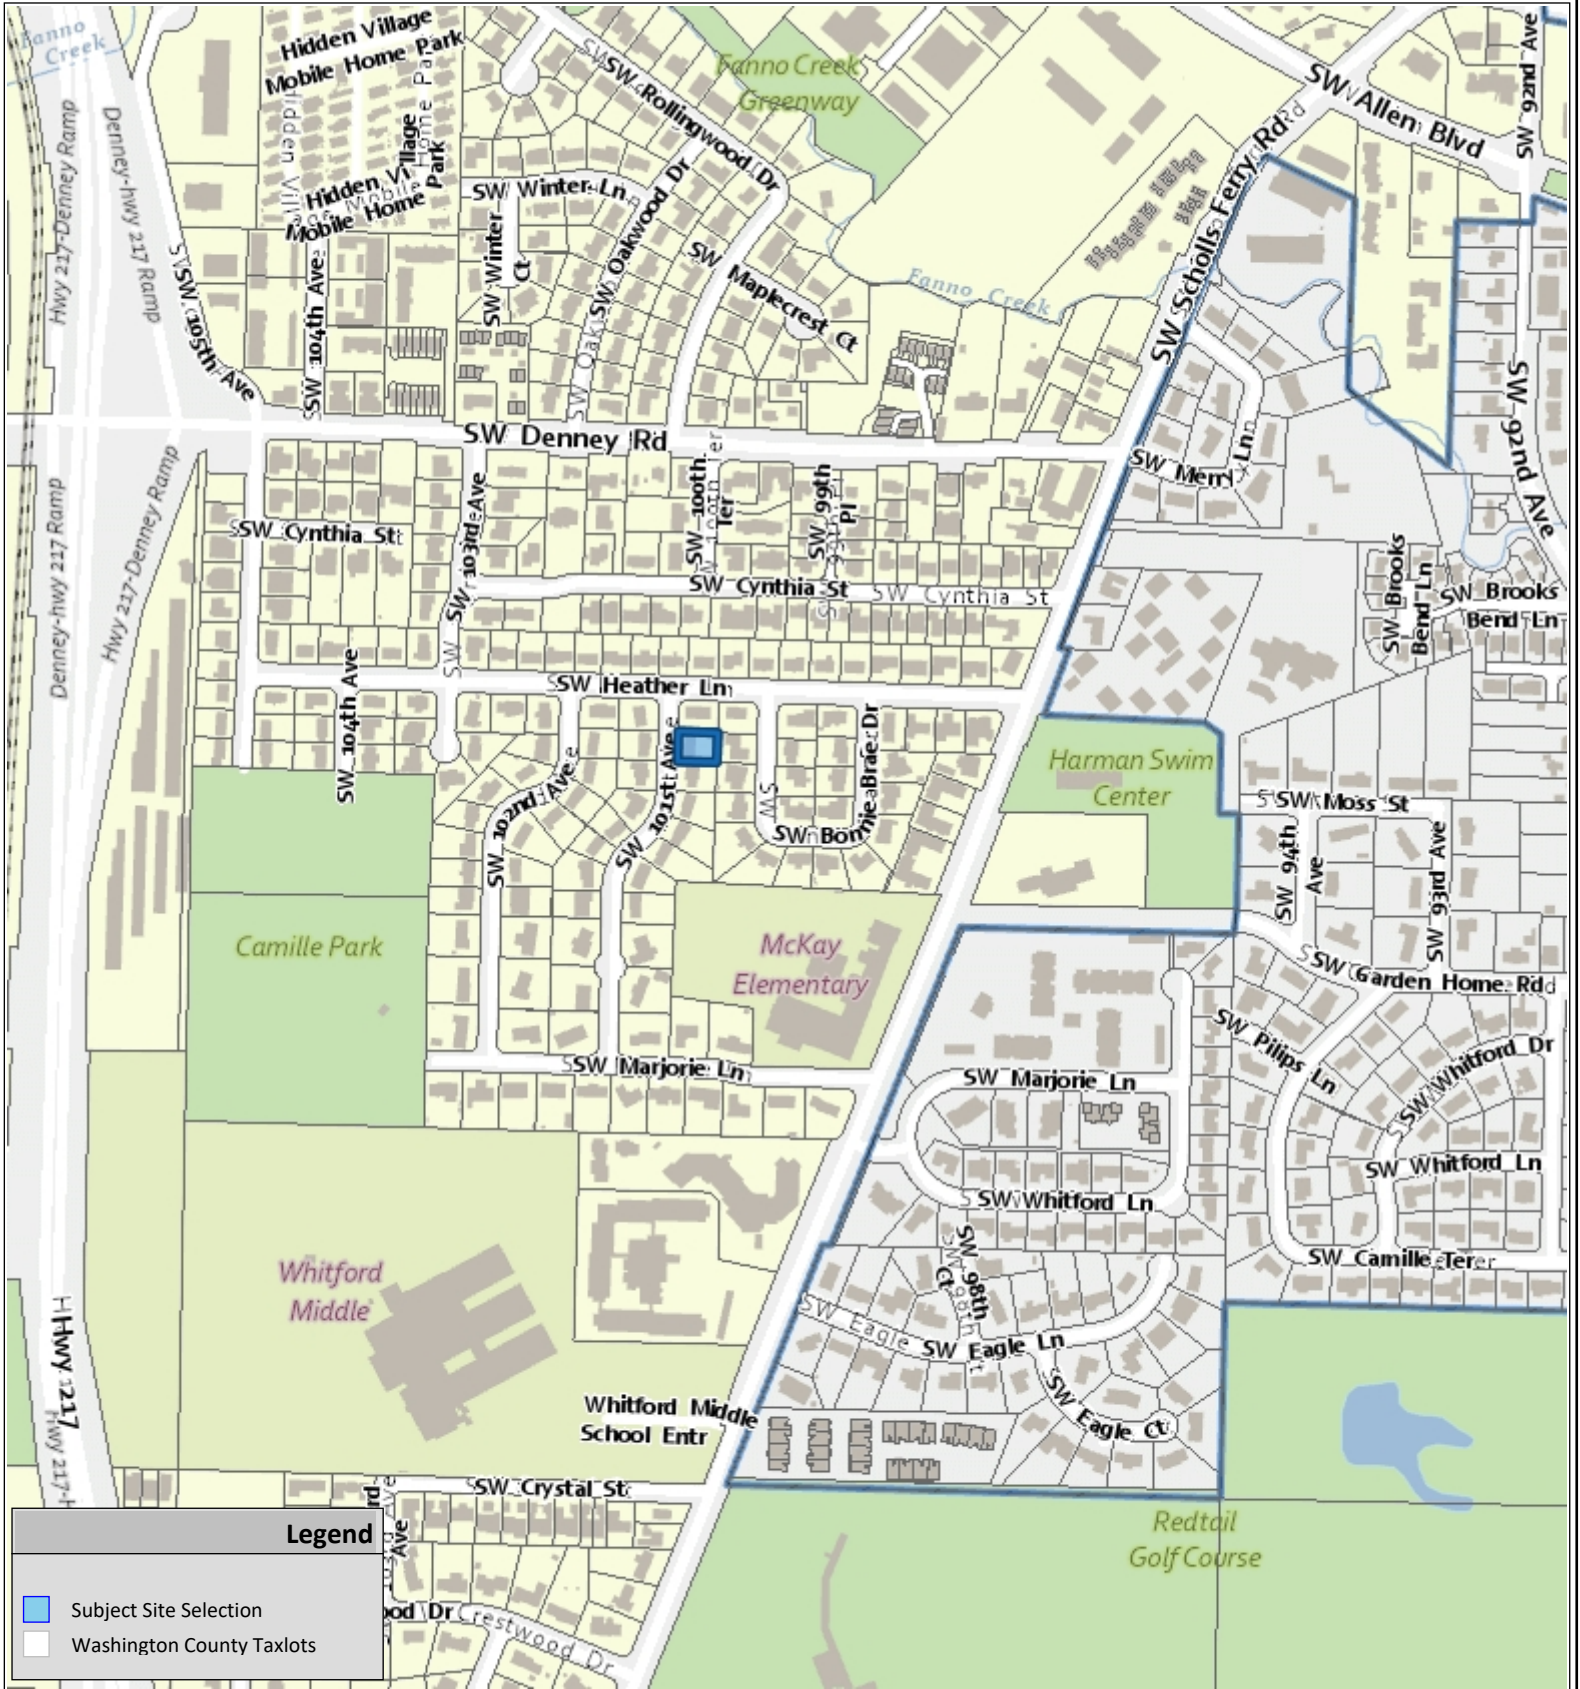 Fanno
Creek
Hidden Village
Mobile Home Park
Hidden Village
Mobile Home
Park
SW Rollingwood Dr
Fanno Creek
Greenway
SW Allen Blvd
SW 92nd Ave
Hwy 217-Denney Ramp
Denney-hwy 217 Ramp
SW 105th Ave
SW 104th Ave
SW Winter Ln
SW Winter
Ct
SW Oakwood Dr
SW Maplecrest Ct
Fanno Creek
SW Scholls Ferry Rd
SW Denney Rd
SW Merry Ln
SW 92nd Ave
SW Cynthia St
SW 103rd Ave
SW 100th
Ter
SW 99th
Pl
SW Cynthia St
SW Cynthia St
SW Brooks
Bend Ln
SW Brooks
Bend Ln
Denney-hwy 217 Ramp
Hwy 217-Denney Ramp
SW 104th Ave
SW Heather Ln
SW 102nd Ave
SW 101st Ave
SW
SW Bonnie Brae Dr
Harman Swim
Center
SW Moss St
SW 94th
Ave
SW 93rd Ave
Camille Park
McKay
Elementary
SW Garden Home Rd
SW Pilips Ln
SW Whitford Dr
SW Marjorie Ln
SW Marjorie Ln
SW Whitford Ln
SW Whitford Ln
SW 98th
Ct
SW Camille Ter
Whitford
Middle
SW Eagle
SW Eagle Ln
SW Eagle Ct
Hwy 217
Hwy 217-H
Whitford Middle
School Entr
SW Crystal St
rd
Ave
ood Dr
Crestwood Dr
Redtail
Golf Course
Legend
Subject Site Selection
Washington County Taxlots